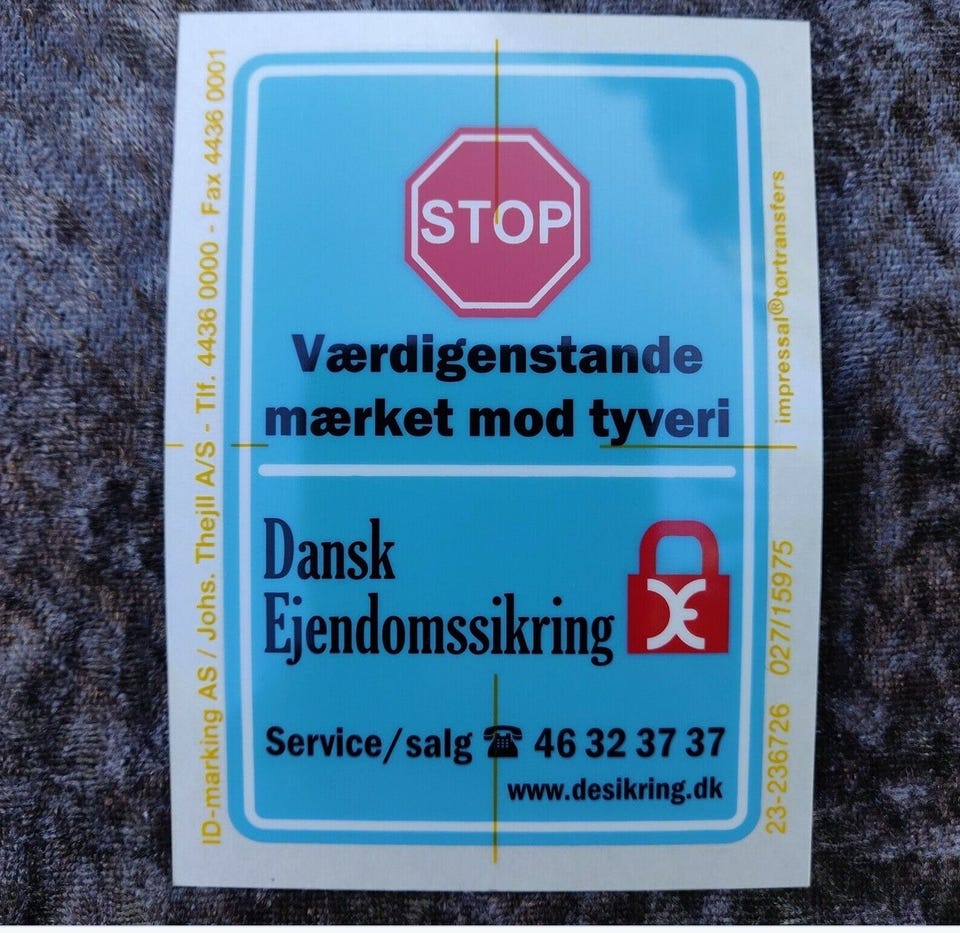 STOP
Værdigenstande
mærket mod tyveri
Dansk
Ejendomssikring
Service/salg ☎ 46 32 37 37
www.desikring.dk
ID-marking AS / Johs. Thejll A/S - Tlf. 4436 0000 - Fax 4436 0001
23-236726 027/15975
impressal®tørtransfers